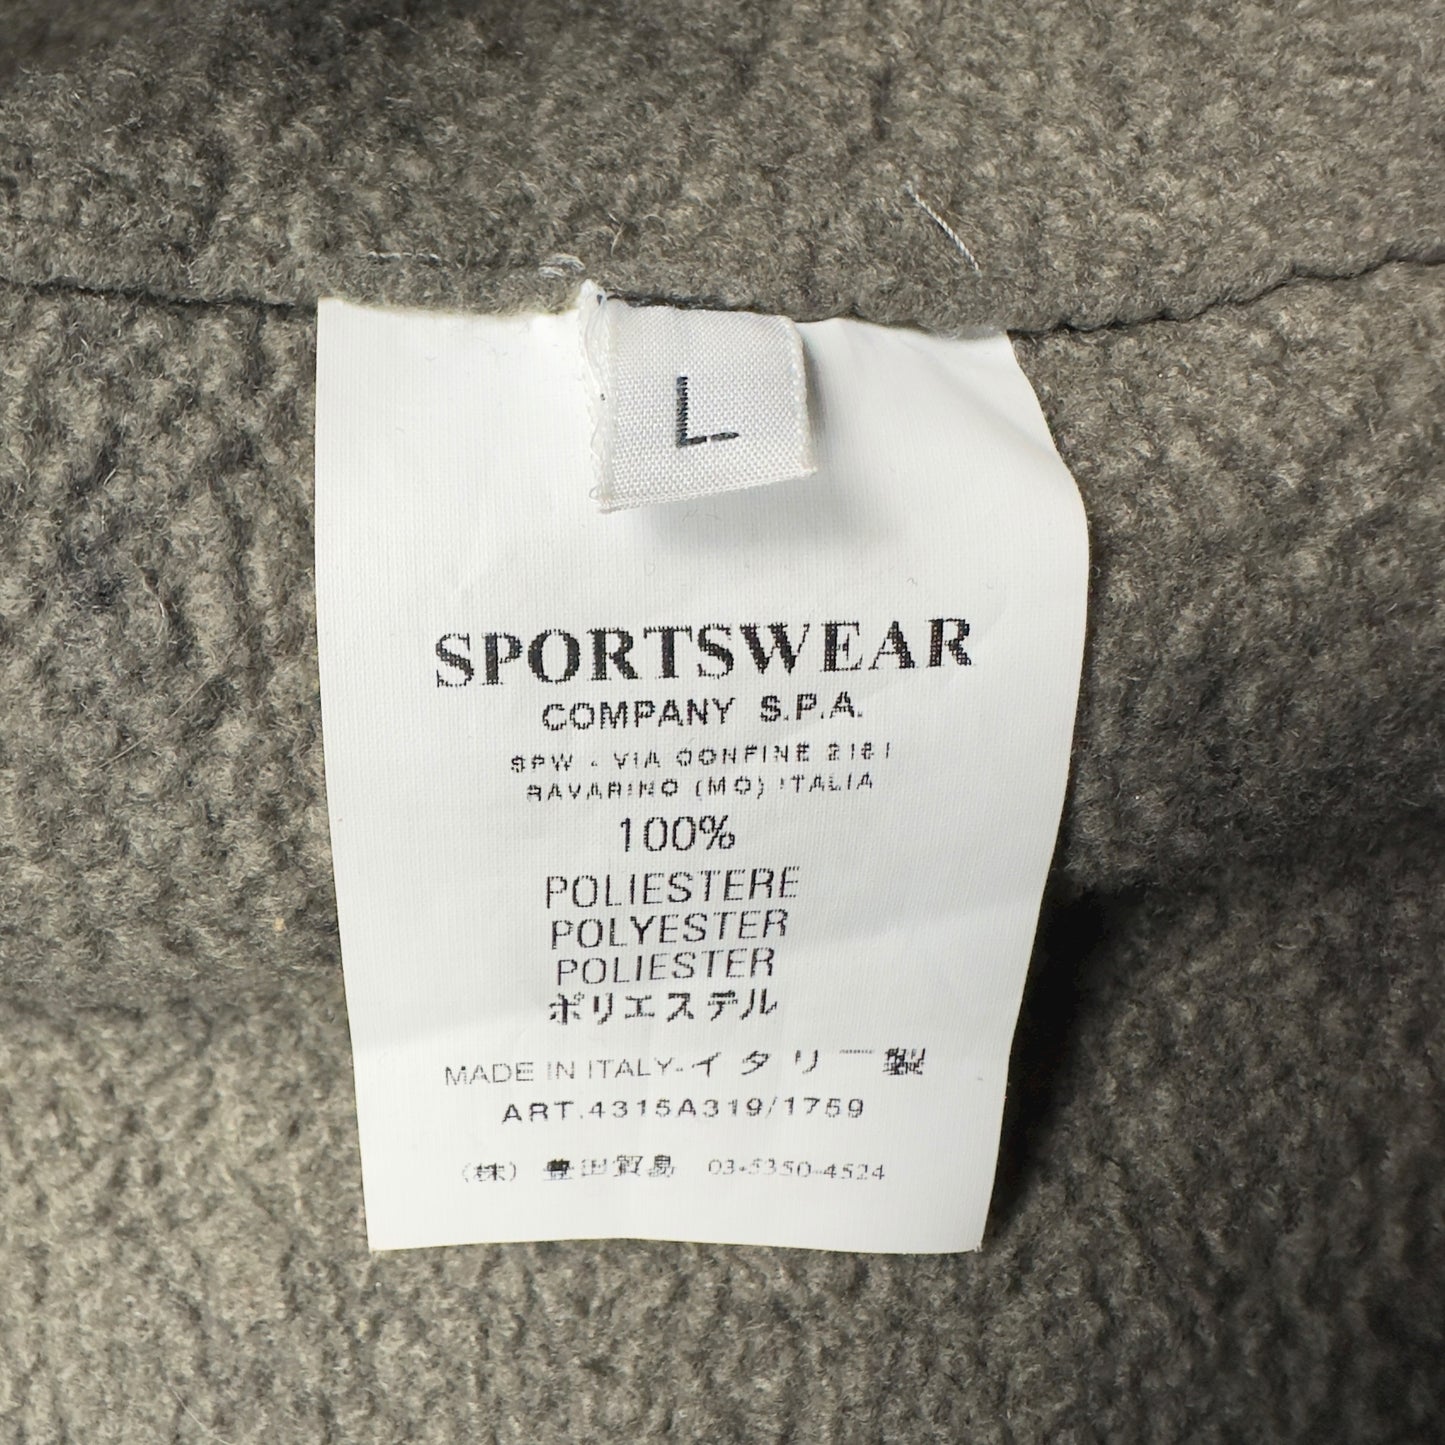 L
SPORTSWEAR
COMPANY S.P.A.
SPW - VIA CONFINE 2161
RAVARINO (MO) ITALIA
100%
POLIESTERE
POLYESTER
POLIESTER
ポリエステル
MADE IN ITALY-イタリー製
ART.4315A319/1759
(株) 豊田貿易 03-5350-4524